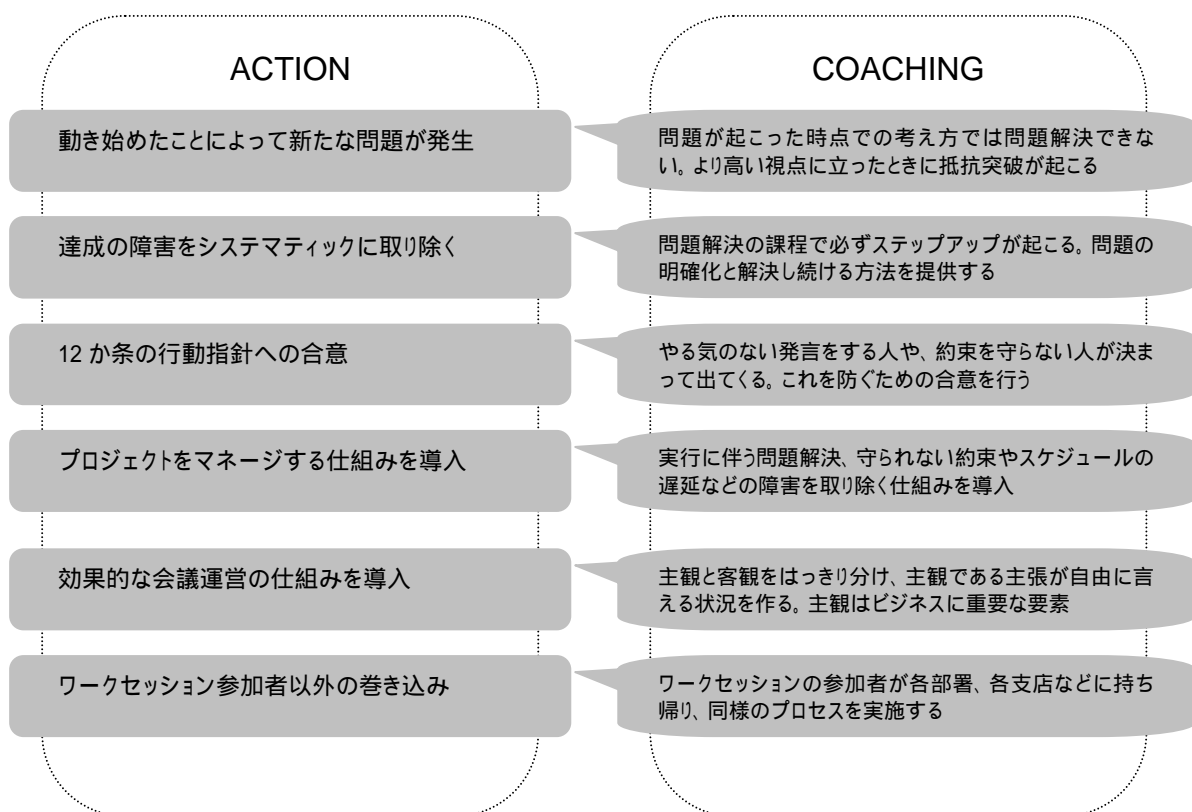 ACTION
COACHING
動き始めたことによって新たな問題が発生
問題が起こった時点での考え方では問題解決できな
い。より高い視点に立ったときに抵抗突破が起こる
達成の障害をシステマティックに取り除く
問題解決の課程で必ずステップアップが起こる。問題の
明確化と解決し続ける方法を提供する
12 か条の行動指針への合意
やる気のない発言をする人や、約束を守らない人が決ま
って出てくる。これを防ぐための合意を行う
プロジェクトをマネージする仕組みを導入
実行に伴う問題解決、守られない約束やスケジュールの
遅延などの障害を取り除く仕組みを導入
効果的な会議運営の仕組みを導入
主観と客観をはっきり分け、主観である主張が自由に言
える状況を作る。主観はビジネスに重要な要素
ワークセッション参加者以外の巻き込み
ワークセッションの参加者が各部署、各支店などに持ち
帰り、同様のプロセスを実施する